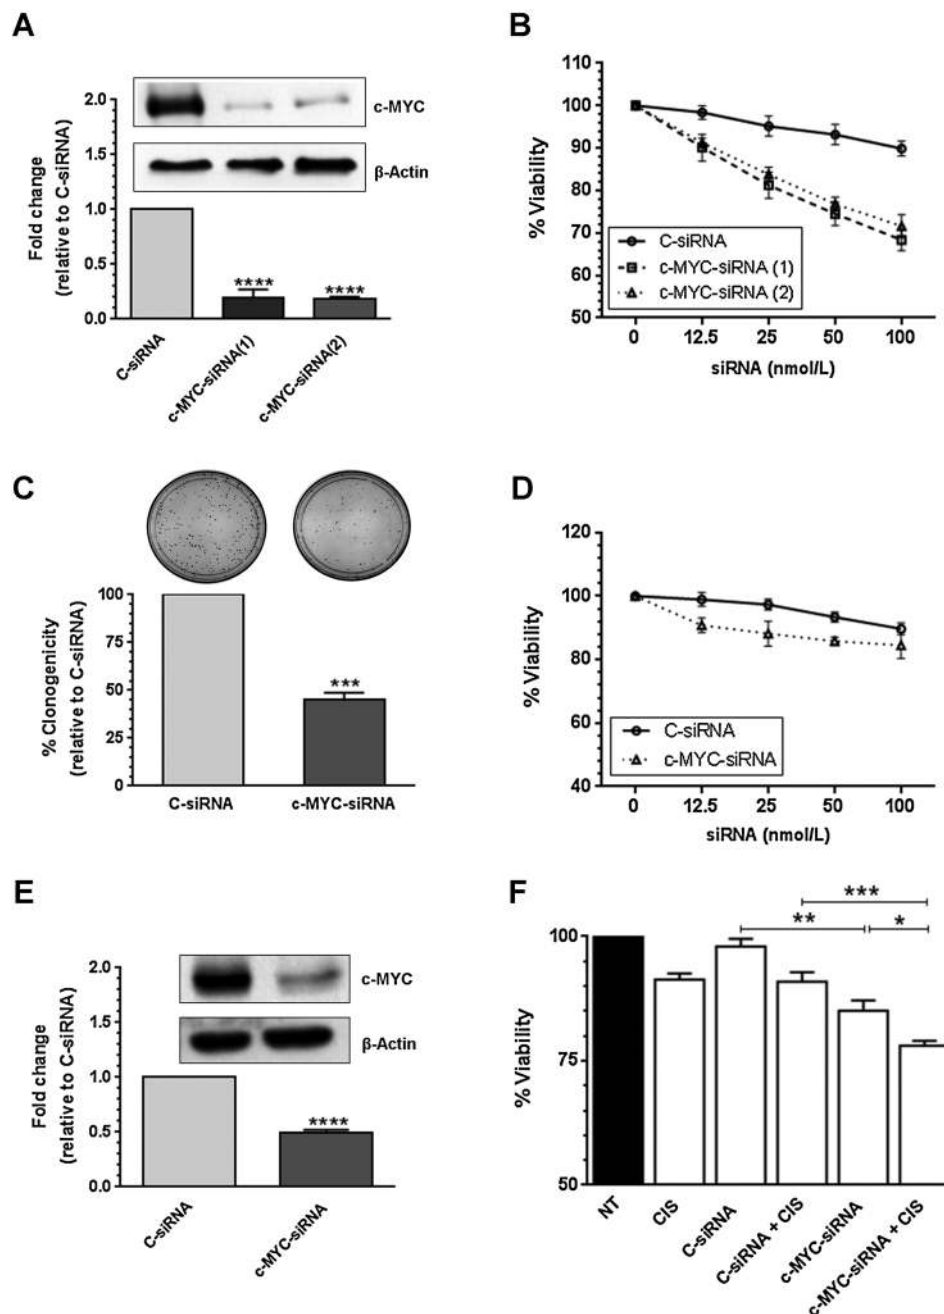 A
c-MYC
β-Actin
Fold change
(relative to C-siRNA)
2.0
1.5
1.0
0.5
0.0
****
****
C-siRNA
c-MYC-siRNA(1)
c-MYC-siRNA(2)
B
% Viability
100
90
80
70
60
50
C-siRNA
c-MYC-siRNA (1)
c-MYC-siRNA (2)
0 12.5 25 50 100
siRNA (nmol/L)
C
% Clonogenicity
(relative to C-siRNA)
100
75
50
25
0
***
C-siRNA c-MYC-siRNA
D
% Viability
120
100
80
60
40
C-siRNA
c-MYC-siRNA
0 12.5 25 50 100
siRNA (nmol/L)
E
c-MYC
β-Actin
Fold change
(relative to C-siRNA)
2.0
1.5
1.0
0.5
0.0
****
C-siRNA
c-MYC-siRNA
F
***
** *
% Viability
100
75
50
NT
CIS
C-siRNA
C-siRNA + CIS
c-MYC-siRNA
c-MYC-siRNA + CIS